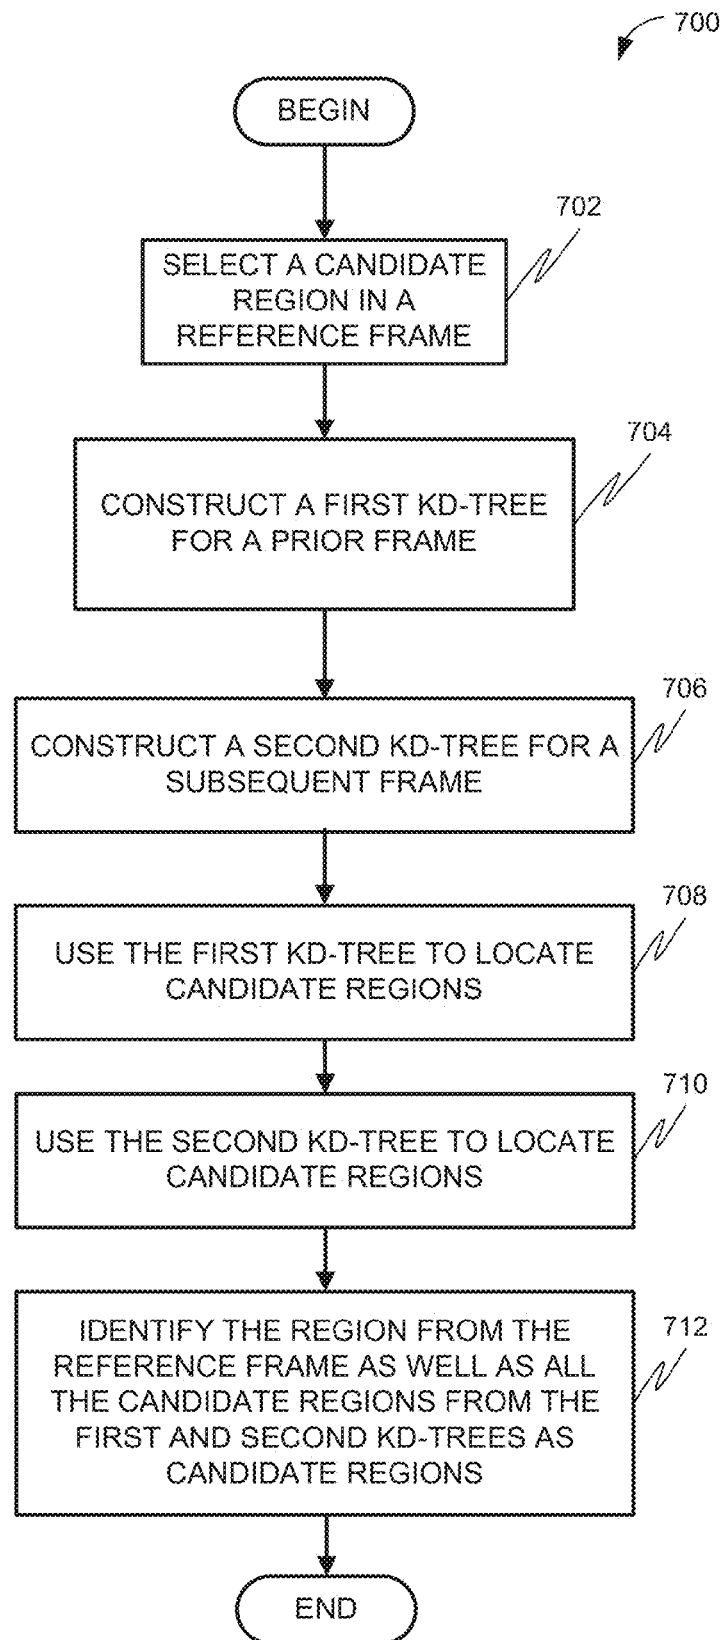 700
BEGIN
702
SELECT A CANDIDATE
REGION IN A
REFERENCE FRAME
704
CONSTRUCT A FIRST KD-TREE
FOR A PRIOR FRAME
706
CONSTRUCT A SECOND KD-TREE FOR A
SUBSEQUENT FRAME
708
USE THE FIRST KD-TREE TO LOCATE
CANDIDATE REGIONS
710
USE THE SECOND KD-TREE TO LOCATE
CANDIDATE REGIONS
712
IDENTIFY THE REGION FROM THE
REFERENCE FRAME AS WELL AS ALL
THE CANDIDATE REGIONS FROM THE
FIRST AND SECOND KD-TREES AS
CANDIDATE REGIONS
END